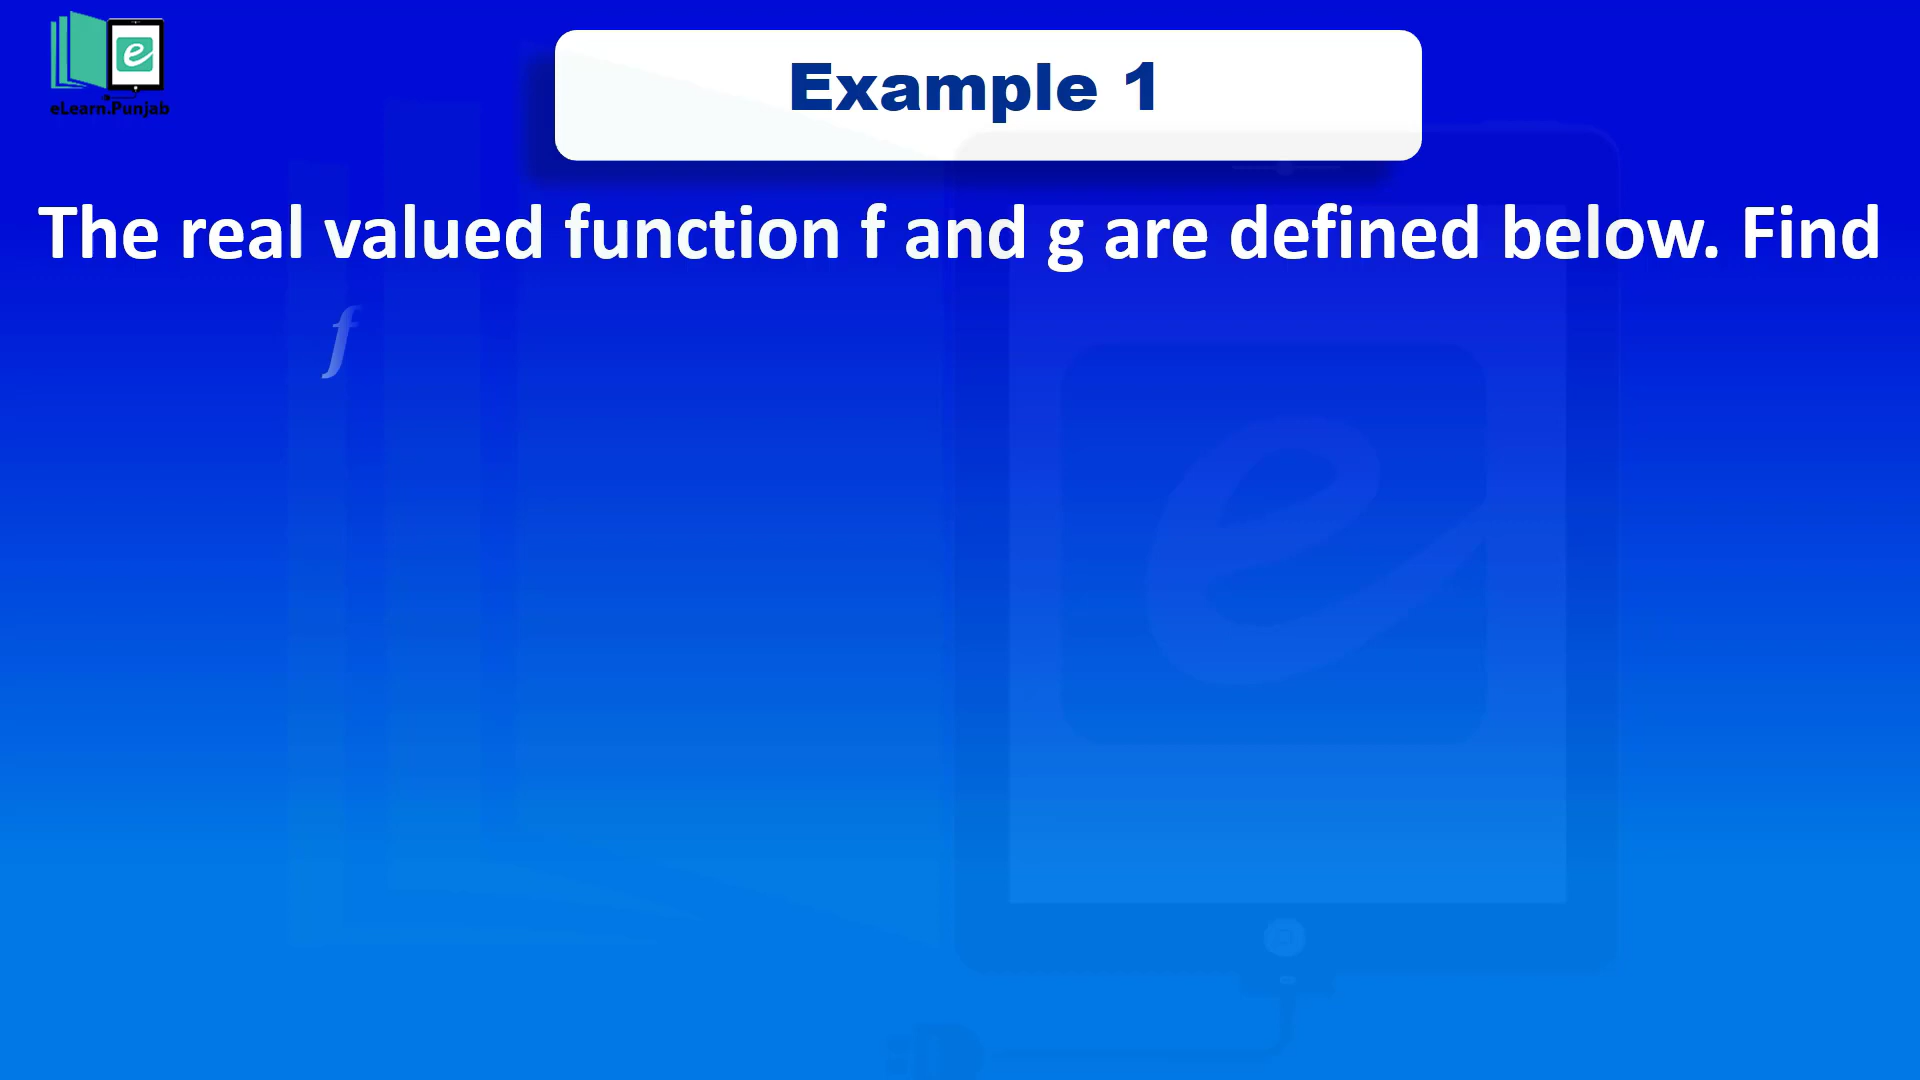 e
eLearn.Punjab
Example 1
The real valued function f and g are defined below. Find
f